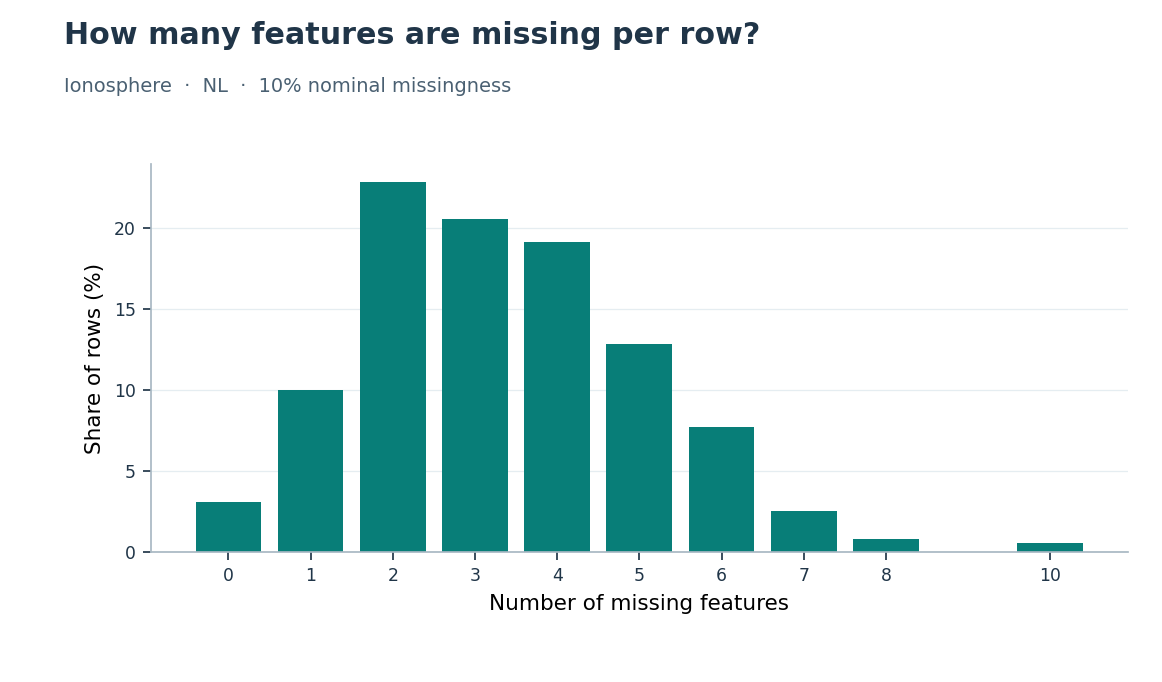 How many features are missing per row?
Ionosphere · NL · 10% nominal missingness
Share of rows (%)
20
15
10
5
0
0 1 2 3 4 5 6 7 8 10
Number of missing features